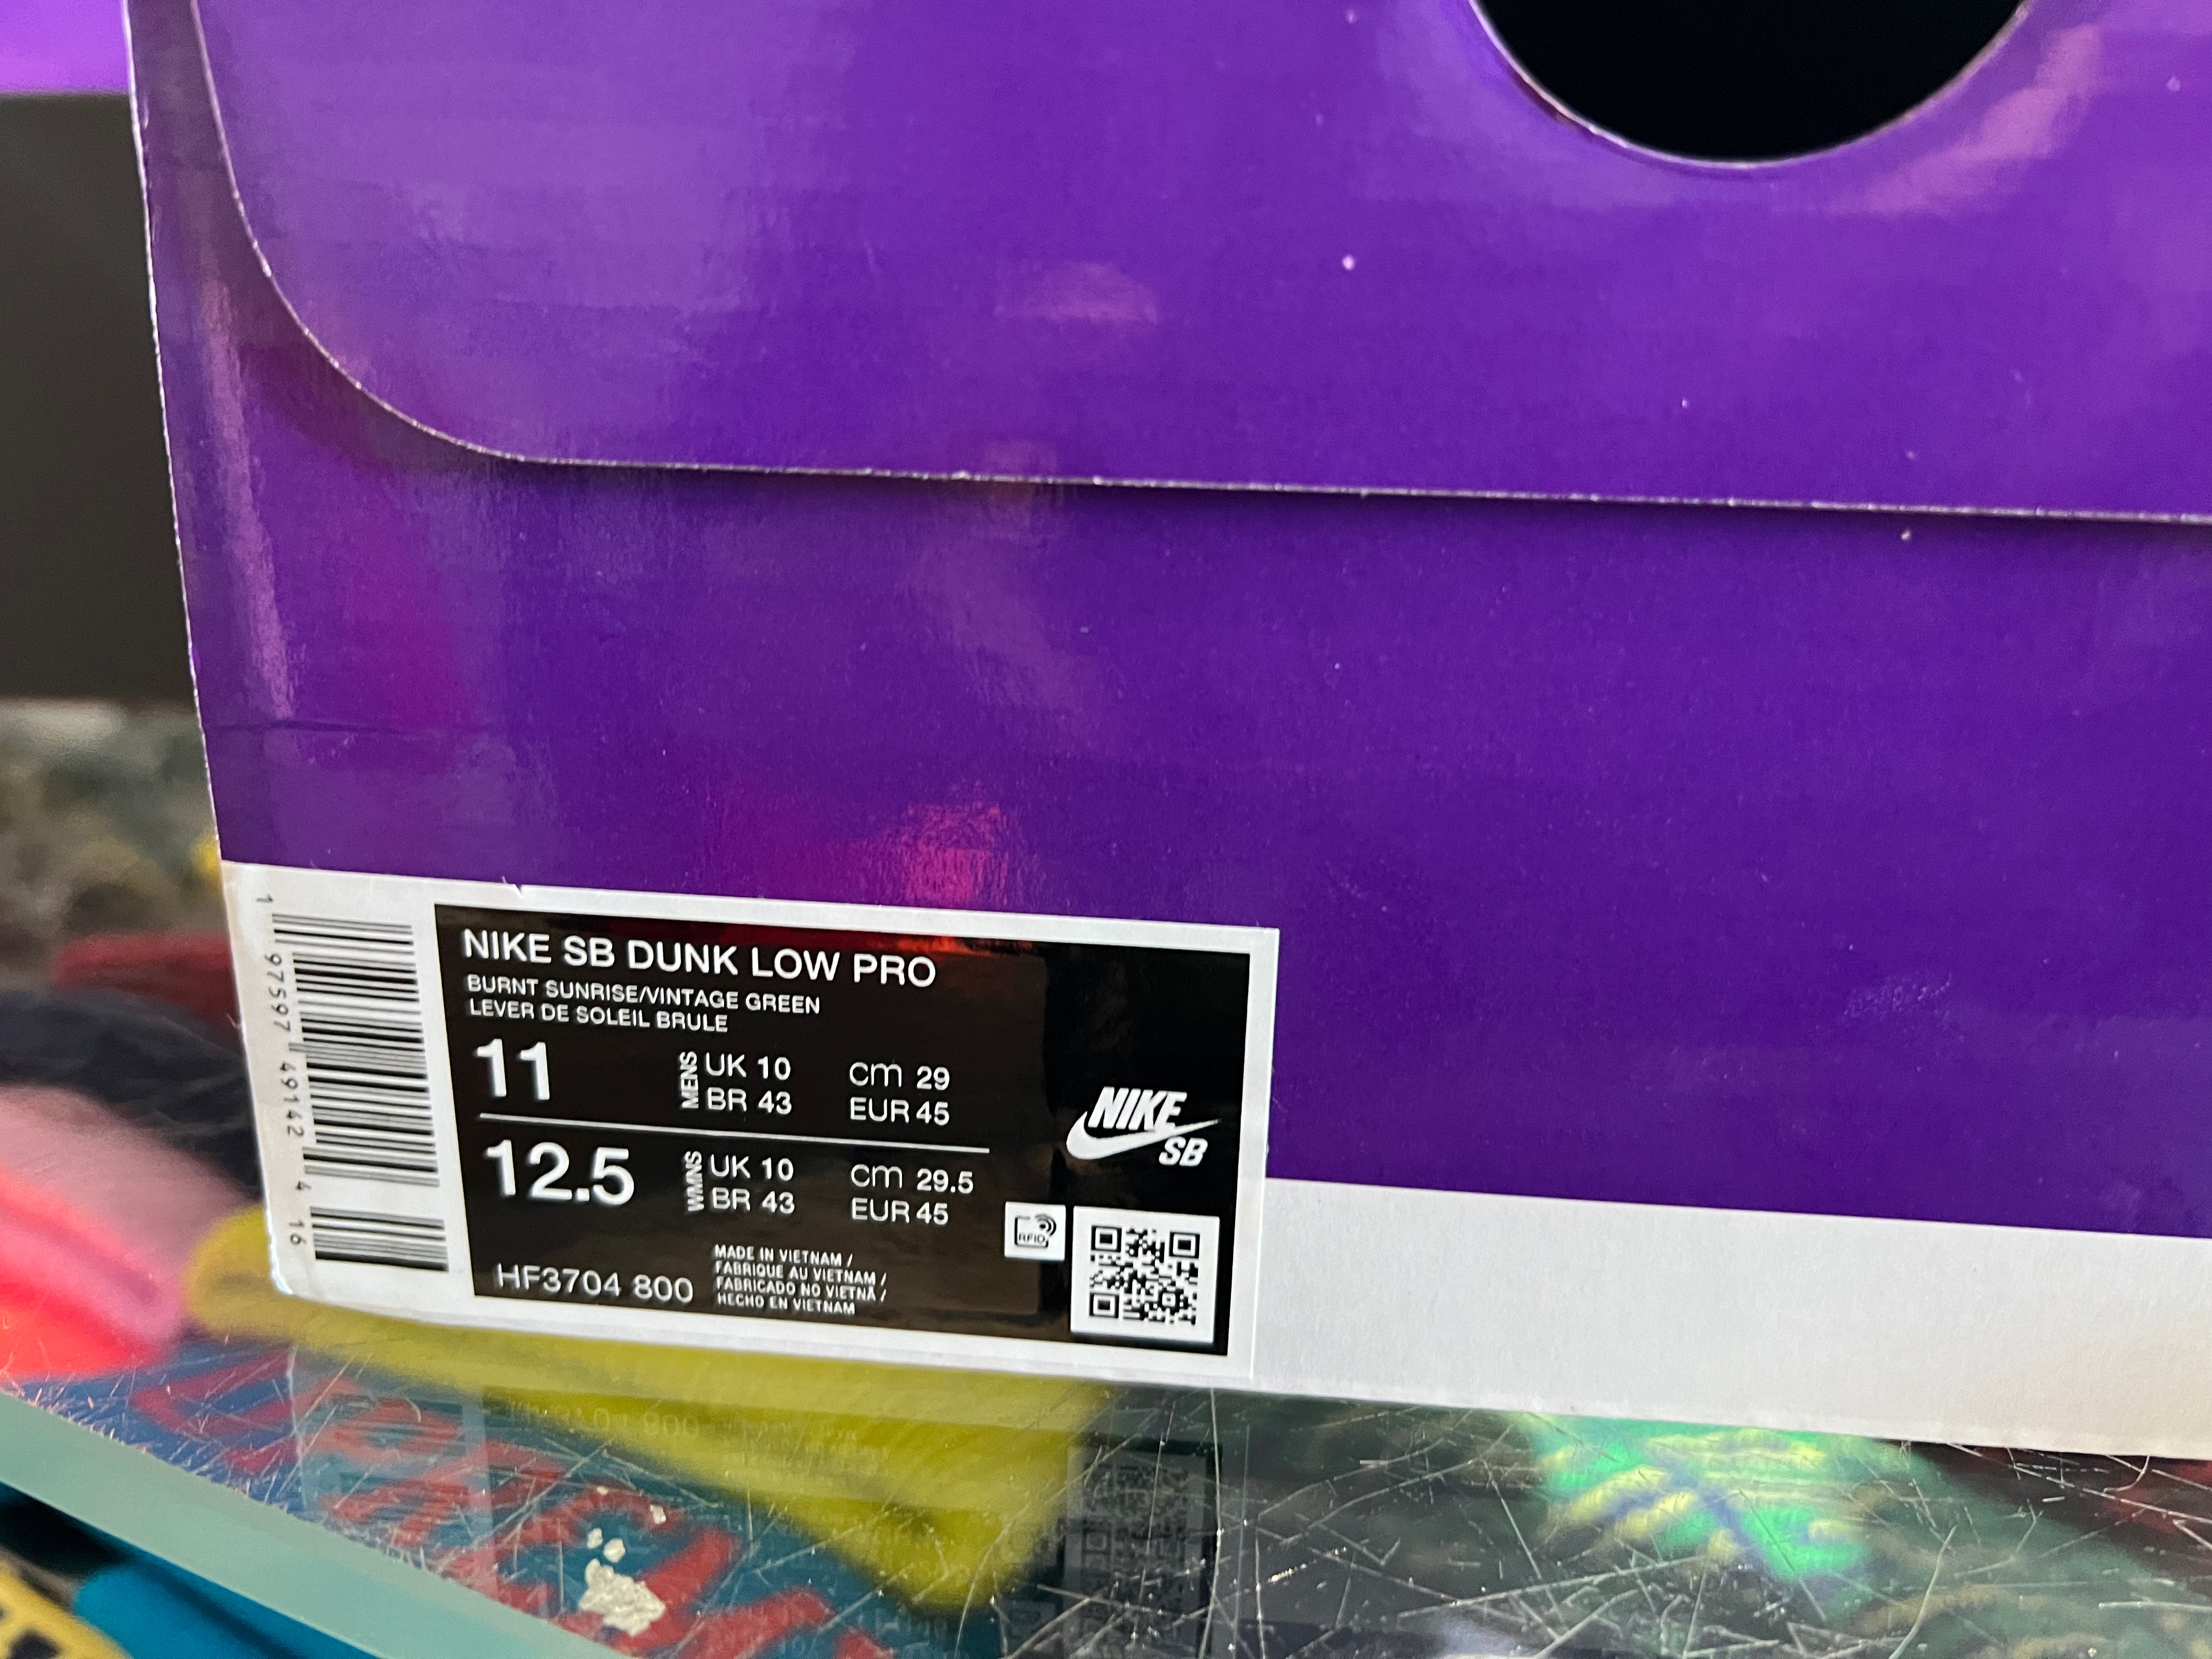 NIKE SB DUNK LOW PRO
BURNT SUNRISE/VINTAGE GREEN
LEVER DE SOLEIL BRULE
11
MENS
UK 10
BR 43
cm 29
EUR 45
12.5
WMNS
UK 10
BR 43
cm 29.5
EUR 45
NIKE
SB
HF3704 800
MADE IN VIETNAM /
FABRIQUE AU VIETNAM /
FABRICADO NO VIETNÃ /
HECHO EN VIETNAM
RFID
1 97597 49142 4 16